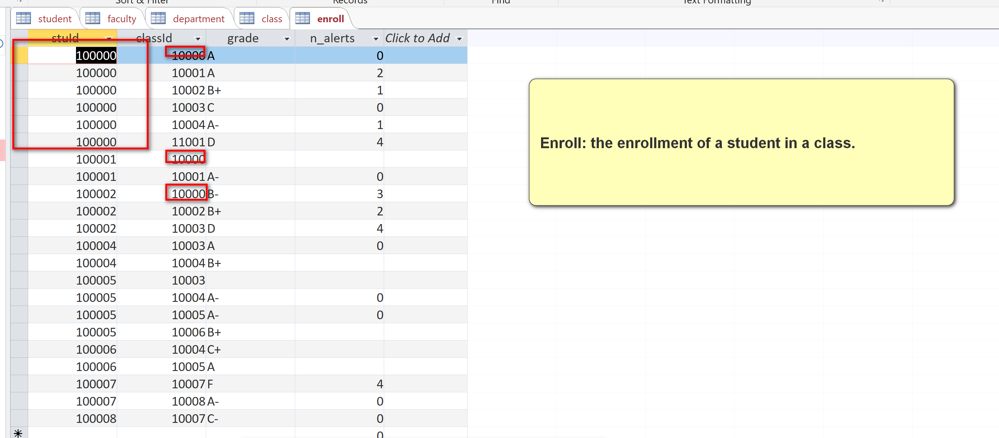 Sort & Filter Records Find Text Formatting
student faculty department class enroll
stuId classId grade n_alerts Click to Add
100000 10000 A 0
100000 10001 A 2
100000 10002 B+ 1
100000 10003 C 0
100000 10004 A- 1
100000 11001 D 4
100001 10000
100001 10001 A- 0
100002 10000 B- 3
100002 10002 B+ 2
100002 10003 D 4
100004 10003 A 0
100004 10004 B+
100005 10003
100005 10004 A- 0
100005 10005 A- 0
100005 10006 B+
100006 10004 C+
100006 10005 A
100007 10007 F 4
100007 10008 A- 0
100008 10007 C- 0
0
Enroll: the enrollment of a student in a class.